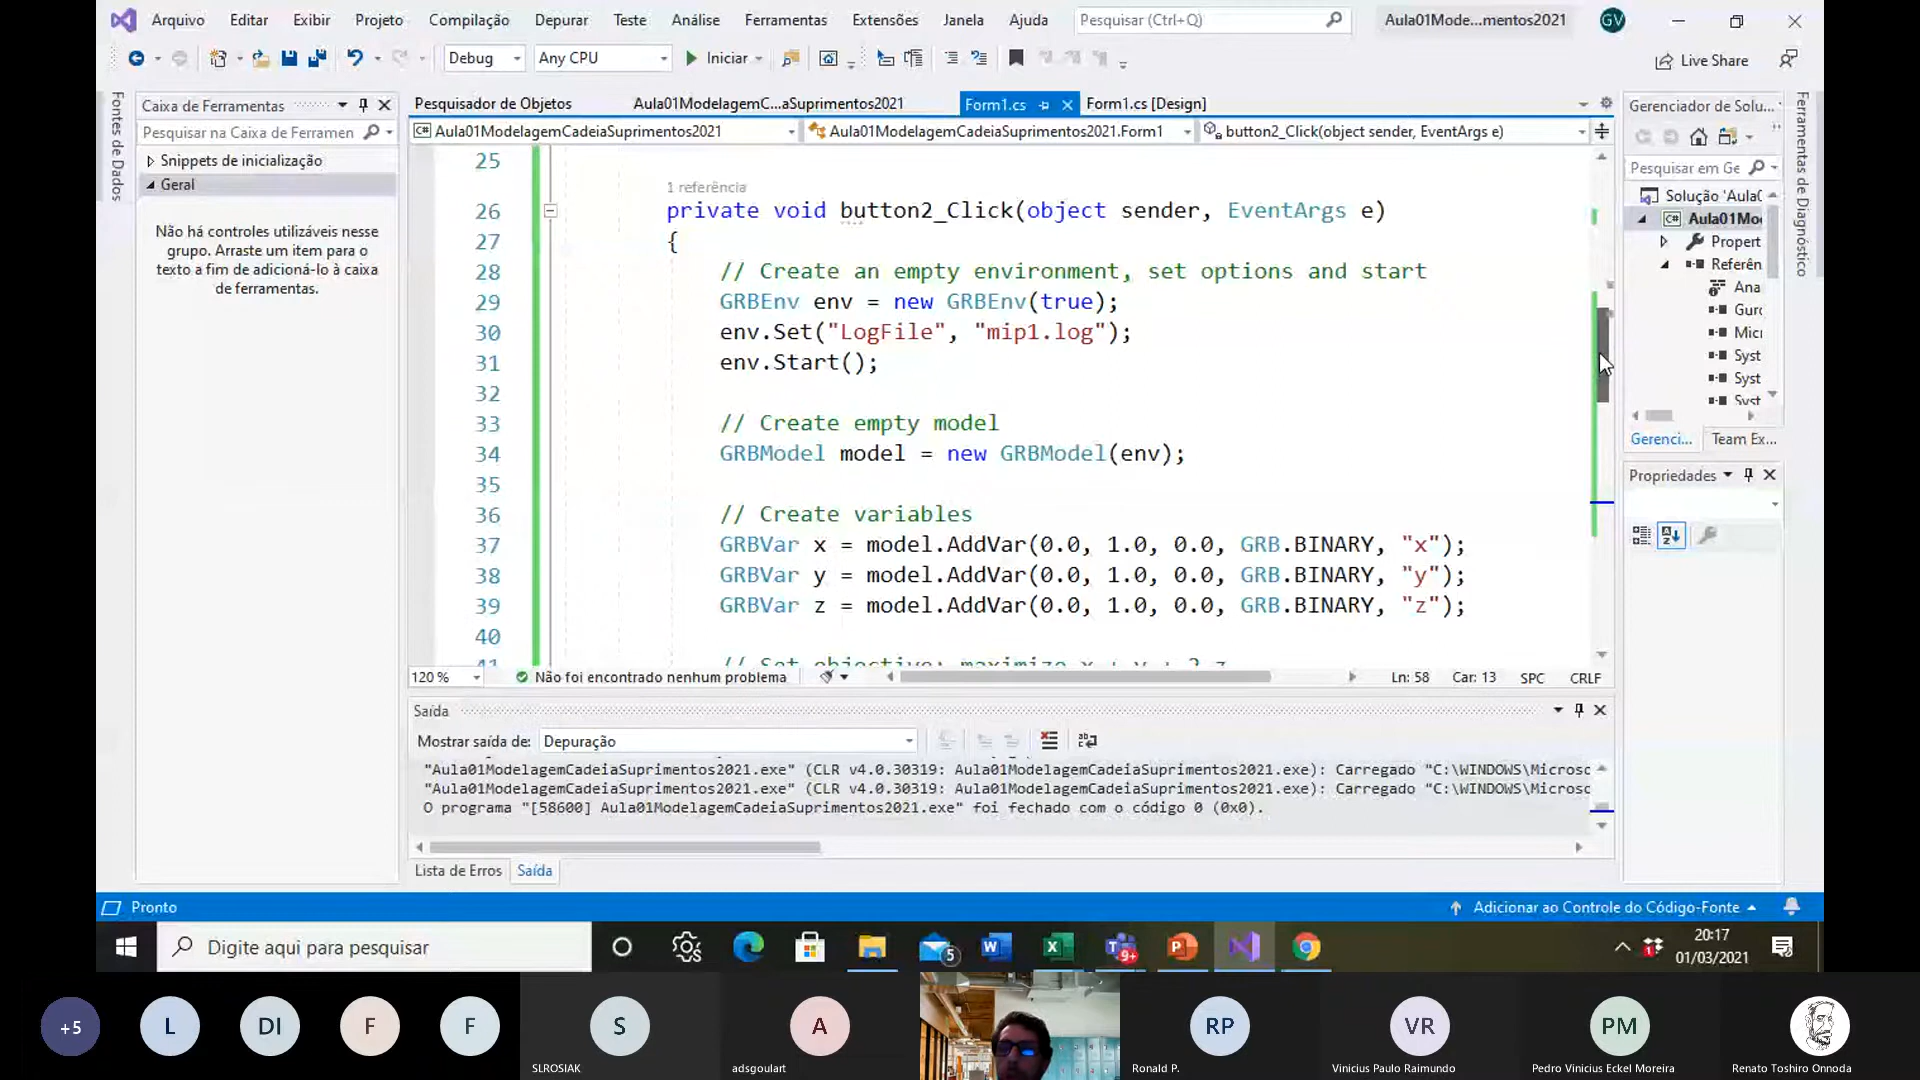 Arquivo Editar Exibir Projeto Compilação Depurar Teste Análise Ferramentas Extensões Janela Ajuda Pesquisar (Ctrl+Q) Aula01Mode...mentos2021 GV
Debug Any CPU Iniciar Live Share
Fontes de Dados
Caixa de Ferramentas
Pesquisar na Caixa de Ferramen
Snippets de inicialização
Geral
Não há controles utilizáveis nesse
grupo. Arraste um item para o
texto a fim de adicioná-lo à caixa
de ferramentas.
Pesquisador de Objetos Aula01ModelagemC...aSuprimentos2021 Form1.cs Form1.cs [Design]
Aula01ModelagemCadeiaSuprimentos2021 Aula01ModelagemCadeiaSuprimentos2021.Form1 button2_Click(object sender, EventArgs e)
25
1 referência
26 private void button2_Click(object sender, EventArgs e)
27 {
28 // Create an empty environment, set options and start
29 GRBEnv env = new GRBEnv(true);
30 env.Set("LogFile", "mip1.log");
31 env.Start();
32
33 // Create empty model
34 GRBModel model = new GRBModel(env);
35
36 // Create variables
37 GRBVar x = model.AddVar(0.0, 1.0, 0.0, GRB.BINARY, "x");
38 GRBVar y = model.AddVar(0.0, 1.0, 0.0, GRB.BINARY, "y");
39 GRBVar z = model.AddVar(0.0, 1.0, 0.0, GRB.BINARY, "z");
40
41 // Set objective: maximize x + y + 2 z
120 % Não foi encontrado nenhum problema Ln: 58 Car: 13 SPC CRLF
Saída
Mostrar saída de: Depuração
"Aula01ModelagemCadeiaSuprimentos2021.exe" (CLR v4.0.30319: Aula01ModelagemCadeiaSuprimentos2021.exe): Carregado "C:\WINDOWS\Microsc
"Aula01ModelagemCadeiaSuprimentos2021.exe" (CLR v4.0.30319: Aula01ModelagemCadeiaSuprimentos2021.exe): Carregado "C:\WINDOWS\Microsc
O programa "[58600] Aula01ModelagemCadeiaSuprimentos2021.exe" foi fechado com o código 0 (0x0).
Lista de Erros Saída
Gerenciador de Solu...
Pesquisar em Ge
Solução 'Aula0
Aula01Mo
Propert
Referên
Ana
Gurc
Micr
Syst
Syst
Syst
Gerenci... Team Ex...
Propriedades
Ferramentas de Diagnóstico
Pronto Adicionar ao Controle do Código-Fonte
Digite aqui para pesquisar 5 9+ 1 20:17
01/03/2021
+5 L DI F F S A RP VR PM
SLROSIAK adsgoulart Ronald P. Vinicius Paulo Raimundo Pedro Vinicius Eckel Moreira Renato Toshiro Onnoda